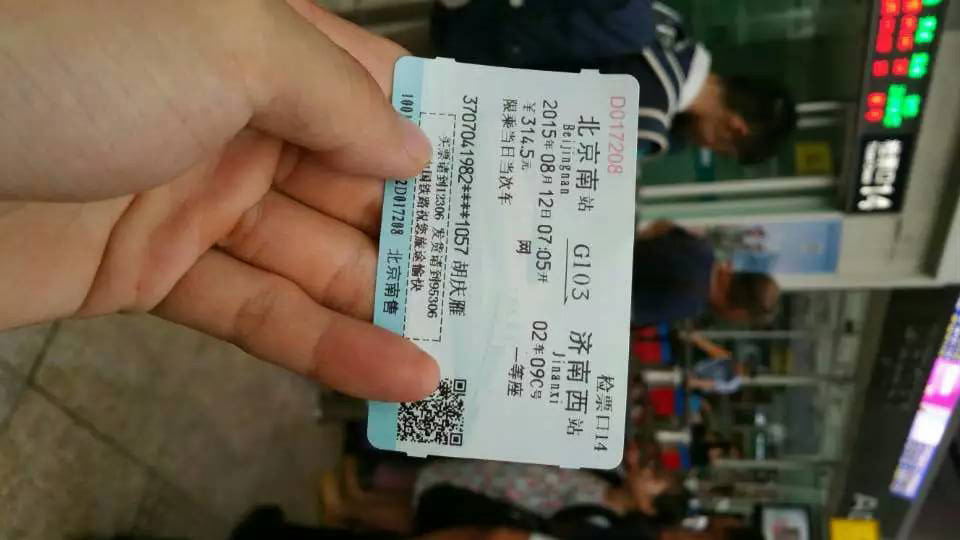 D017208
检票口14
北京南站 G103 济南西站
Beijingnan Jinanxi
2015年08月12日07:05开 02车09C号
￥314.5元 网 一等座
限乘当日当次车
3707041982****1057 胡庆雁
买票请到12306 发货请到95306
国铁路祝您旅途愉快
2D017208 北京南售